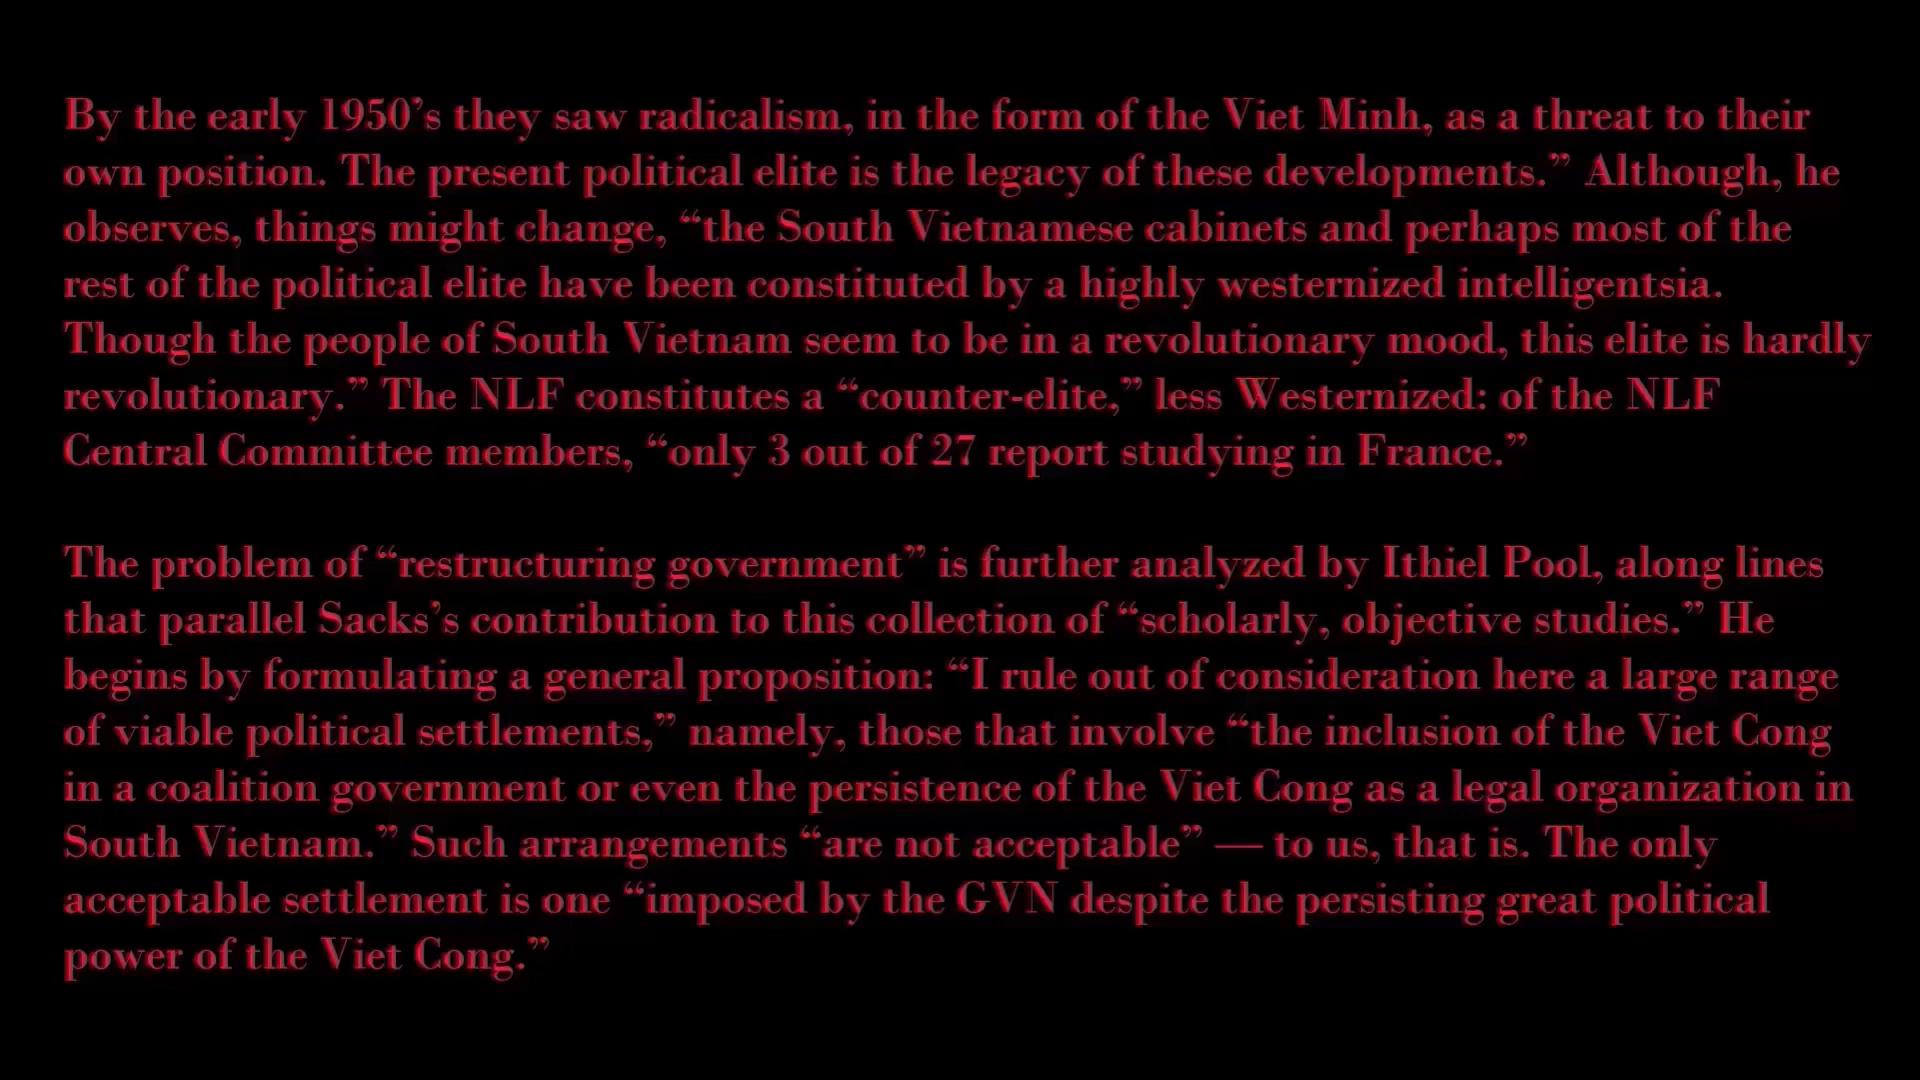 By the early 1950’s they saw radicalism, in the form of the Viet Minh, as a threat to their
own position. The present political elite is the legacy of these developments.” Although, he
observes, things might change, “the South Vietnamese cabinets and perhaps most of the
rest of the political elite have been constituted by a highly westernized intelligentsia.
Though the people of South Vietnam seem to be in a revolutionary mood, this elite is hardly
revolutionary.” The NLF constitutes a “counter-elite,” less Westernized: of the NLF
Central Committee members, “only 3 out of 27 report studying in France.”
The problem of “restructuring government” is further analyzed by Ithiel Pool, along lines
that parallel Sacks’s contribution to this collection of “scholarly, objective studies.” He
begins by formulating a general proposition: “I rule out of consideration here a large range
of viable political settlements,” namely, those that involve “the inclusion of the Viet Cong
in a coalition government or even the persistence of the Viet Cong as a legal organization in
South Vietnam.” Such arrangements “are not acceptable” — to us, that is. The only
acceptable settlement is one “imposed by the GVN despite the persisting great political
power of the Viet Cong.”